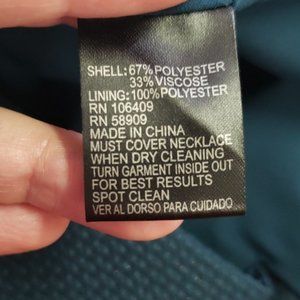 SHELL: 67%POLYESTER
33%VISCOSE
LINING: 100%POLYESTER
RN 106409
RN 58909
MADE IN CHINA
MUST COVER NECKLACE
WHEN DRY CLEANING
TURN GARMENT INSIDE OUT
FOR BEST RESULTS
SPOT CLEAN
VER AL DORSO PARA CUIDADO